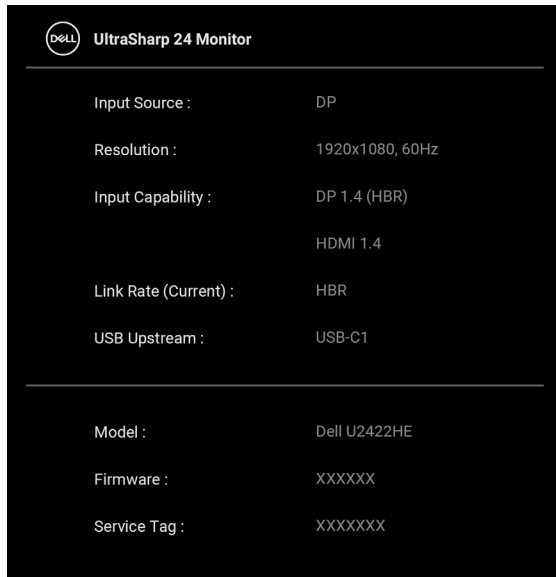 DELL UltraSharp 24 Monitor
Input Source : DP
Resolution : 1920x1080, 60Hz
Input Capability : DP 1.4 (HBR)
HDMI 1.4
Link Rate (Current) : HBR
USB Upstream : USB-C1
Model : Dell U2422HE
Firmware : XXXXXX
Service Tag : XXXXXXX